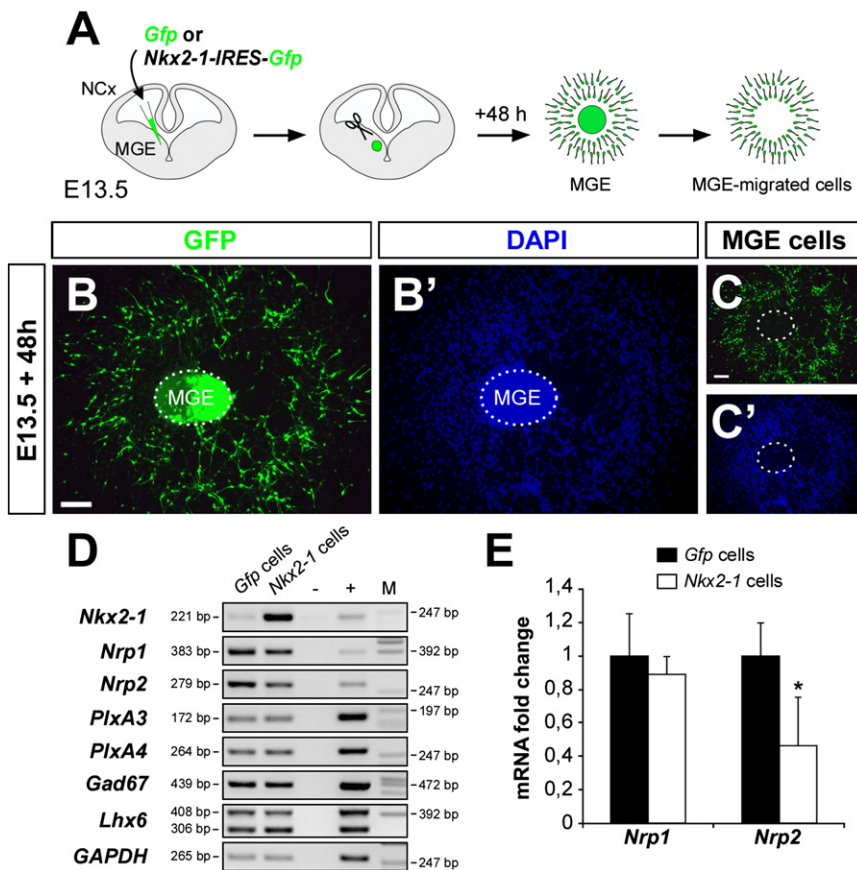 A
Gfp or
Nkx2-1-IRES-Gfp
NCx
MGE
E13.5
+48 h
MGE
MGE-migrated cells
GFP
DAPI
MGE cells
E13.5 + 48h
B
MGE
B’
MGE
C
C’
D
Gfp cells
Nkx2-1 cells
-
+
M
Nkx2-1 221 bp 247 bp
Nrp1 383 bp 392 bp
Nrp2 279 bp 247 bp
PlxA3 172 bp 197 bp
PlxA4 264 bp 247 bp
Gad67 439 bp 472 bp
Lhx6 408 bp 392 bp
306 bp
GAPDH 265 bp 247 bp
E
Gfp cells
Nkx2-1 cells
mRNA fold change
1,4
1,2
1
0,8
0,6
0,4
0,2
0
*
Nrp1 Nrp2